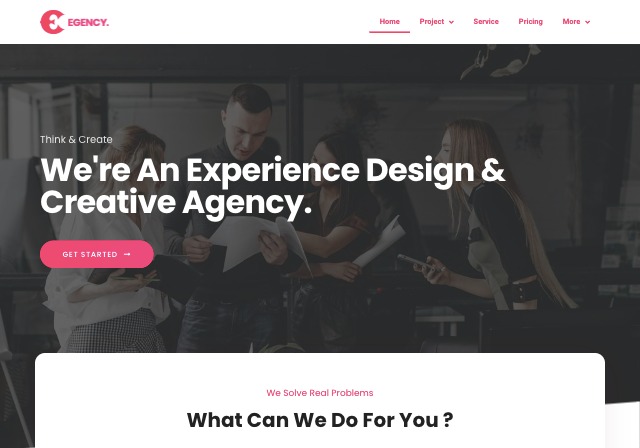 EGENCY.
Home
Project
Service
Pricing
More
Think & Create
We're An Experience Design &
Creative Agency.
GET STARTED →
We Solve Real Problems
What Can We Do For You ?